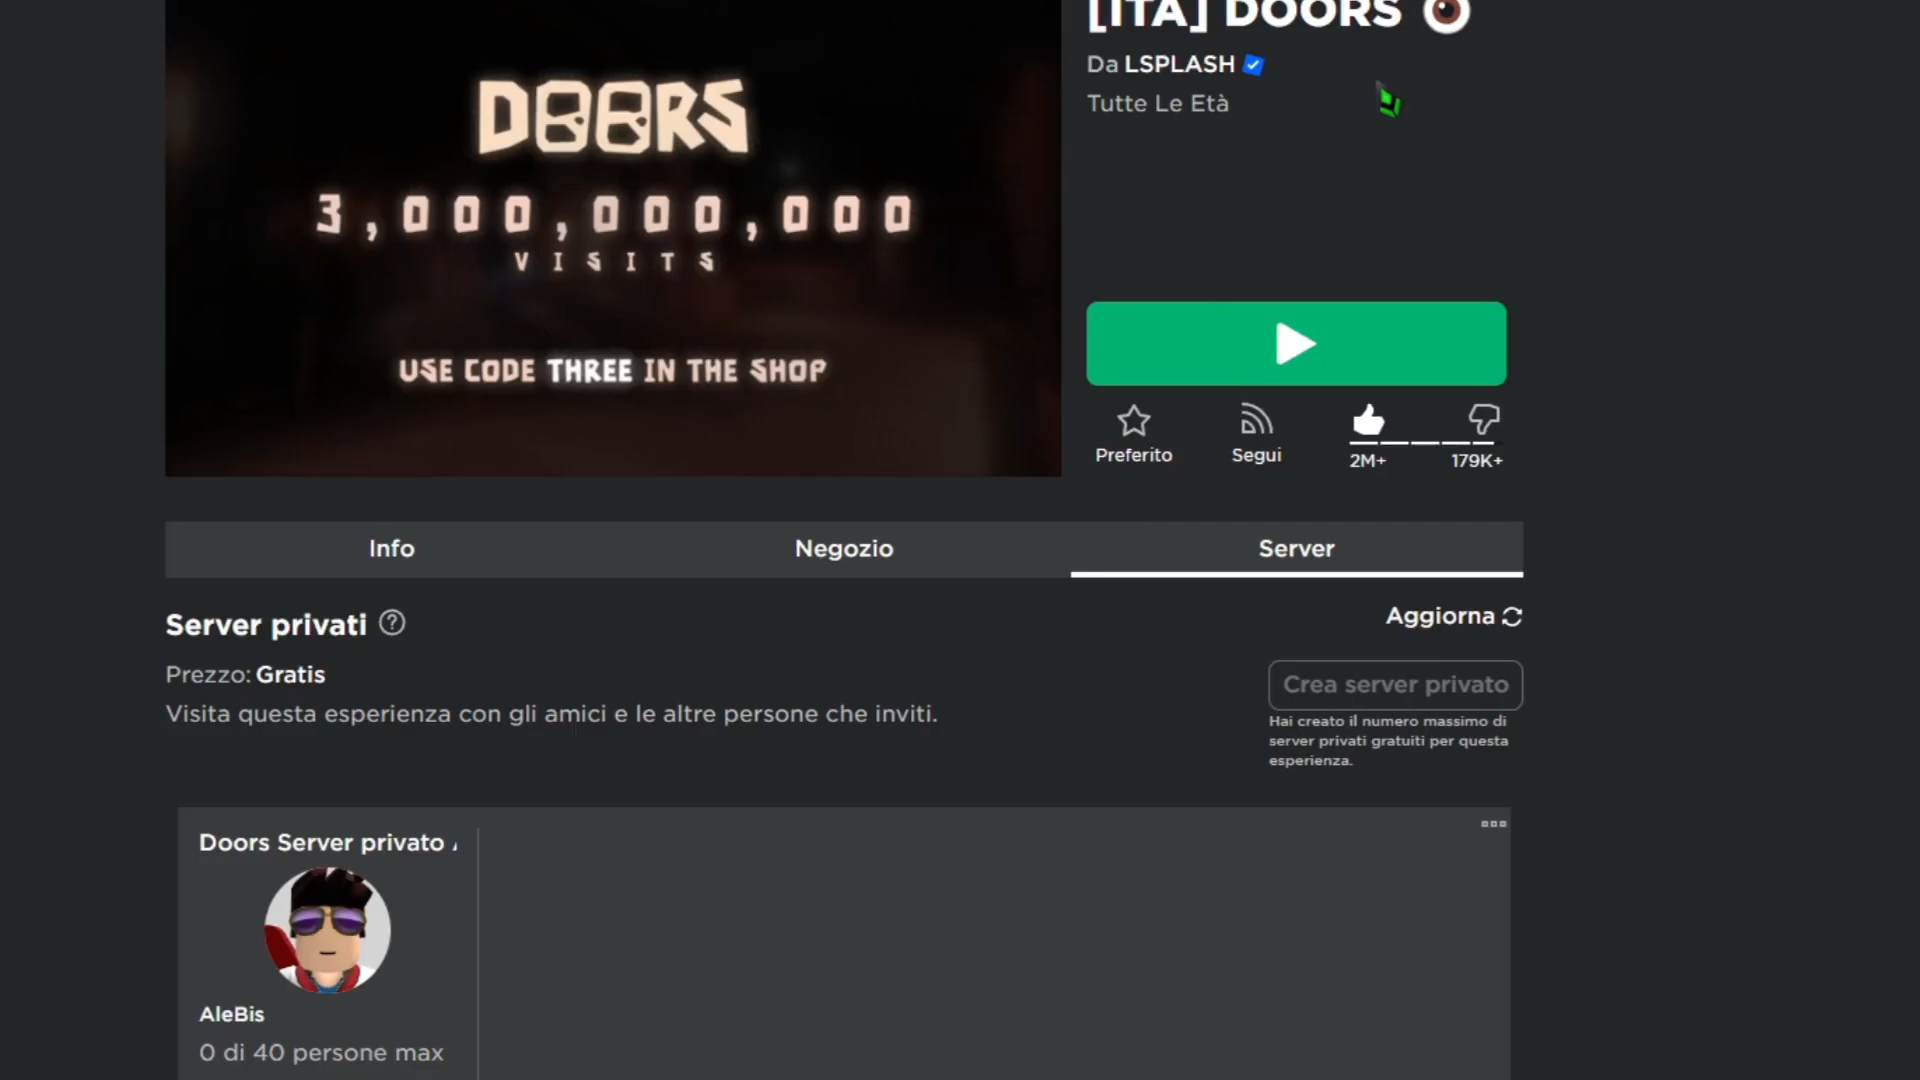 [ITA] DOORS
Da LSPLASH
Tutte Le Età
DOORS
3,000,000,000
VISITS
USE CODE THREE IN THE SHOP
Preferito
Segui
2M+
179K+
Info
Negozio
Server
Server privati
Aggiorna
Prezzo: Gratis
Visita questa esperienza con gli amici e le altre persone che inviti.
Crea server privato
Hai creato il numero massimo di
server privati gratuiti per questa
esperienza.
Doors Server privato
AleBis
0 di 40 persone max